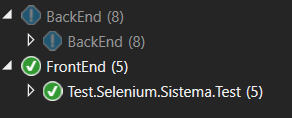 BackEnd (8)
BackEnd (8)
FrontEnd (5)
Test.Selenium.Sistema.Test (5)